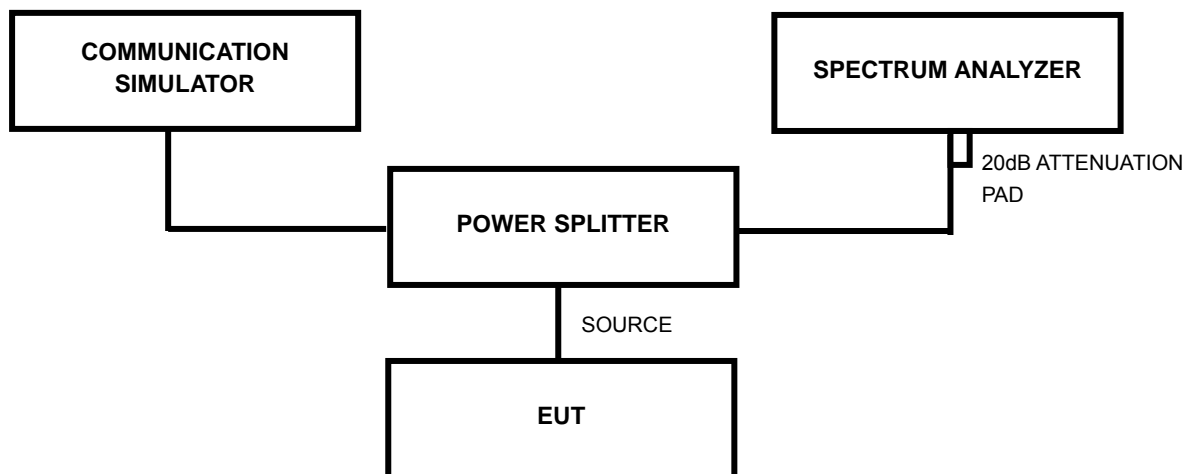 COMMUNICATION
SIMULATOR
SPECTRUM ANALYZER
20dB ATTENUATION
PAD
POWER SPLITTER
SOURCE
EUT